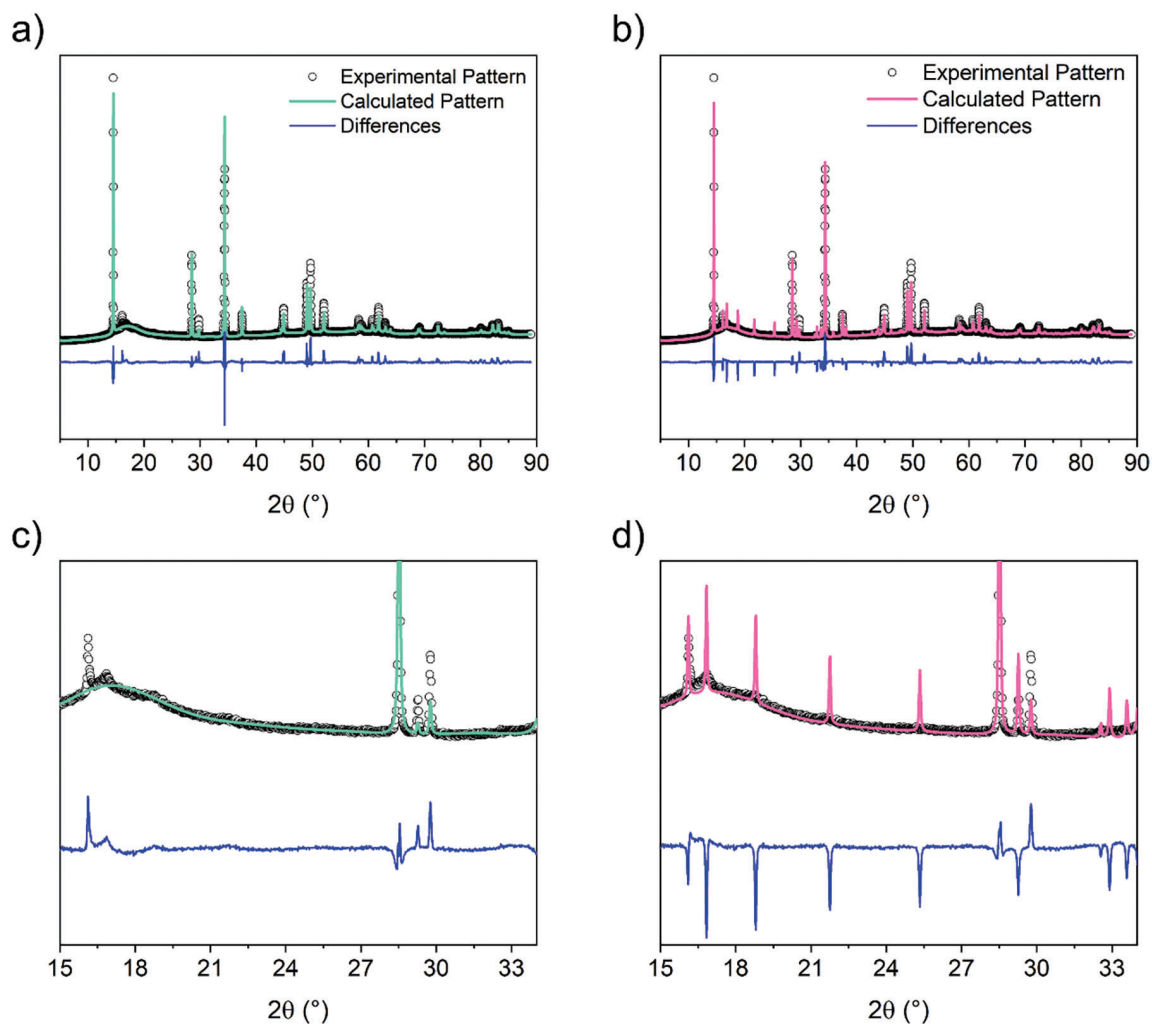 a)
Experimental Pattern
Calculated Pattern
Differences
10 20 30 40 50 60 70 80 90
2θ (°)
b)
Experimental Pattern
Calculated Pattern
Differences
10 20 30 40 50 60 70 80 90
2θ (°)
c)
15 18 21 24 27 30 33
2θ (°)
d)
15 18 21 24 27 30 33
2θ (°)